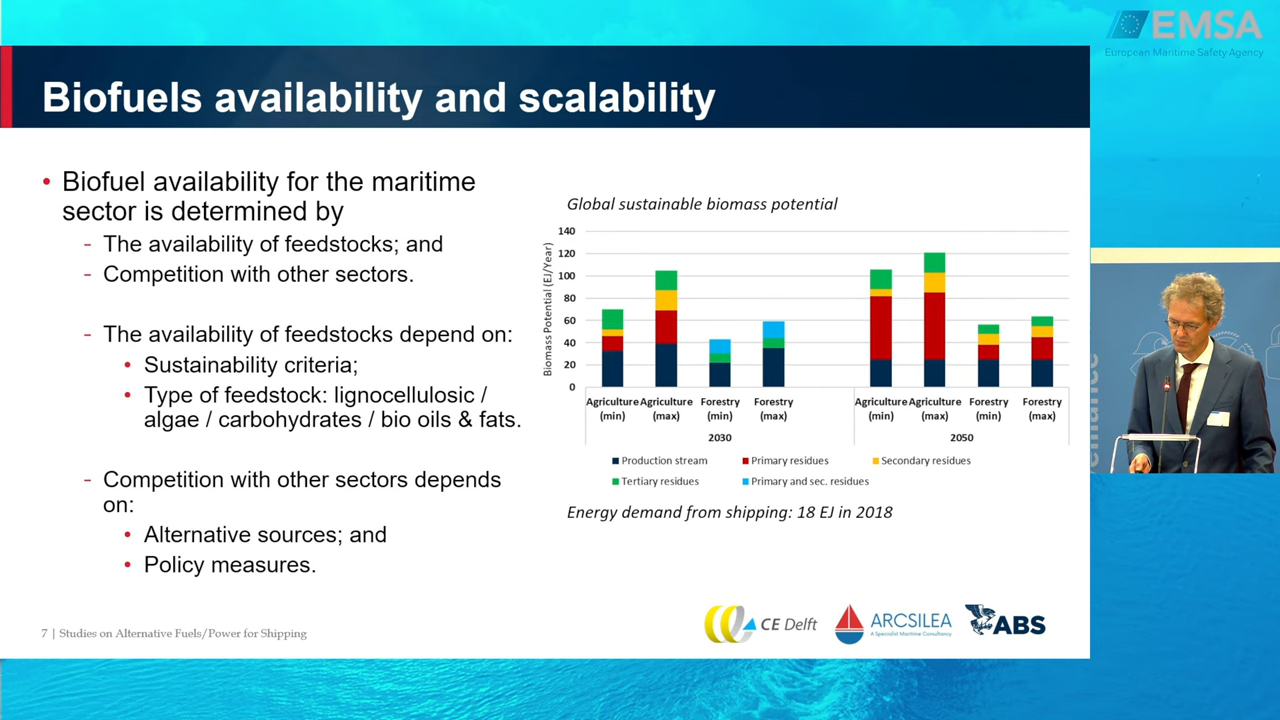 EMSA
European Maritime Safety Agency
Biofuels availability and scalability
• Biofuel availability for the maritime
sector is determined by
- The availability of feedstocks; and
- Competition with other sectors.
- The availability of feedstocks depend on:
• Sustainability criteria;
• Type of feedstock: lignocellulosic /
algae / carbohydrates / bio oils & fats.
- Competition with other sectors depends
on:
• Alternative sources; and
• Policy measures.
Global sustainable biomass potential
Biomass Potential (EJ/Year)
140
120
100
80
60
40
20
0
Agriculture (min)
Agriculture (max)
Forestry (min)
Forestry (max)
Agriculture (min)
Agriculture (max)
Forestry (min)
Forestry (max)
2030
2050
Production stream
Primary residues
Secondary residues
Tertiary residues
Primary and sec. residues
Energy demand from shipping: 18 EJ in 2018
7 | Studies on Alternative Fuels/Power for Shipping
CE Delft
ARCSILEA
A Specialist Maritime Consultancy
ABS